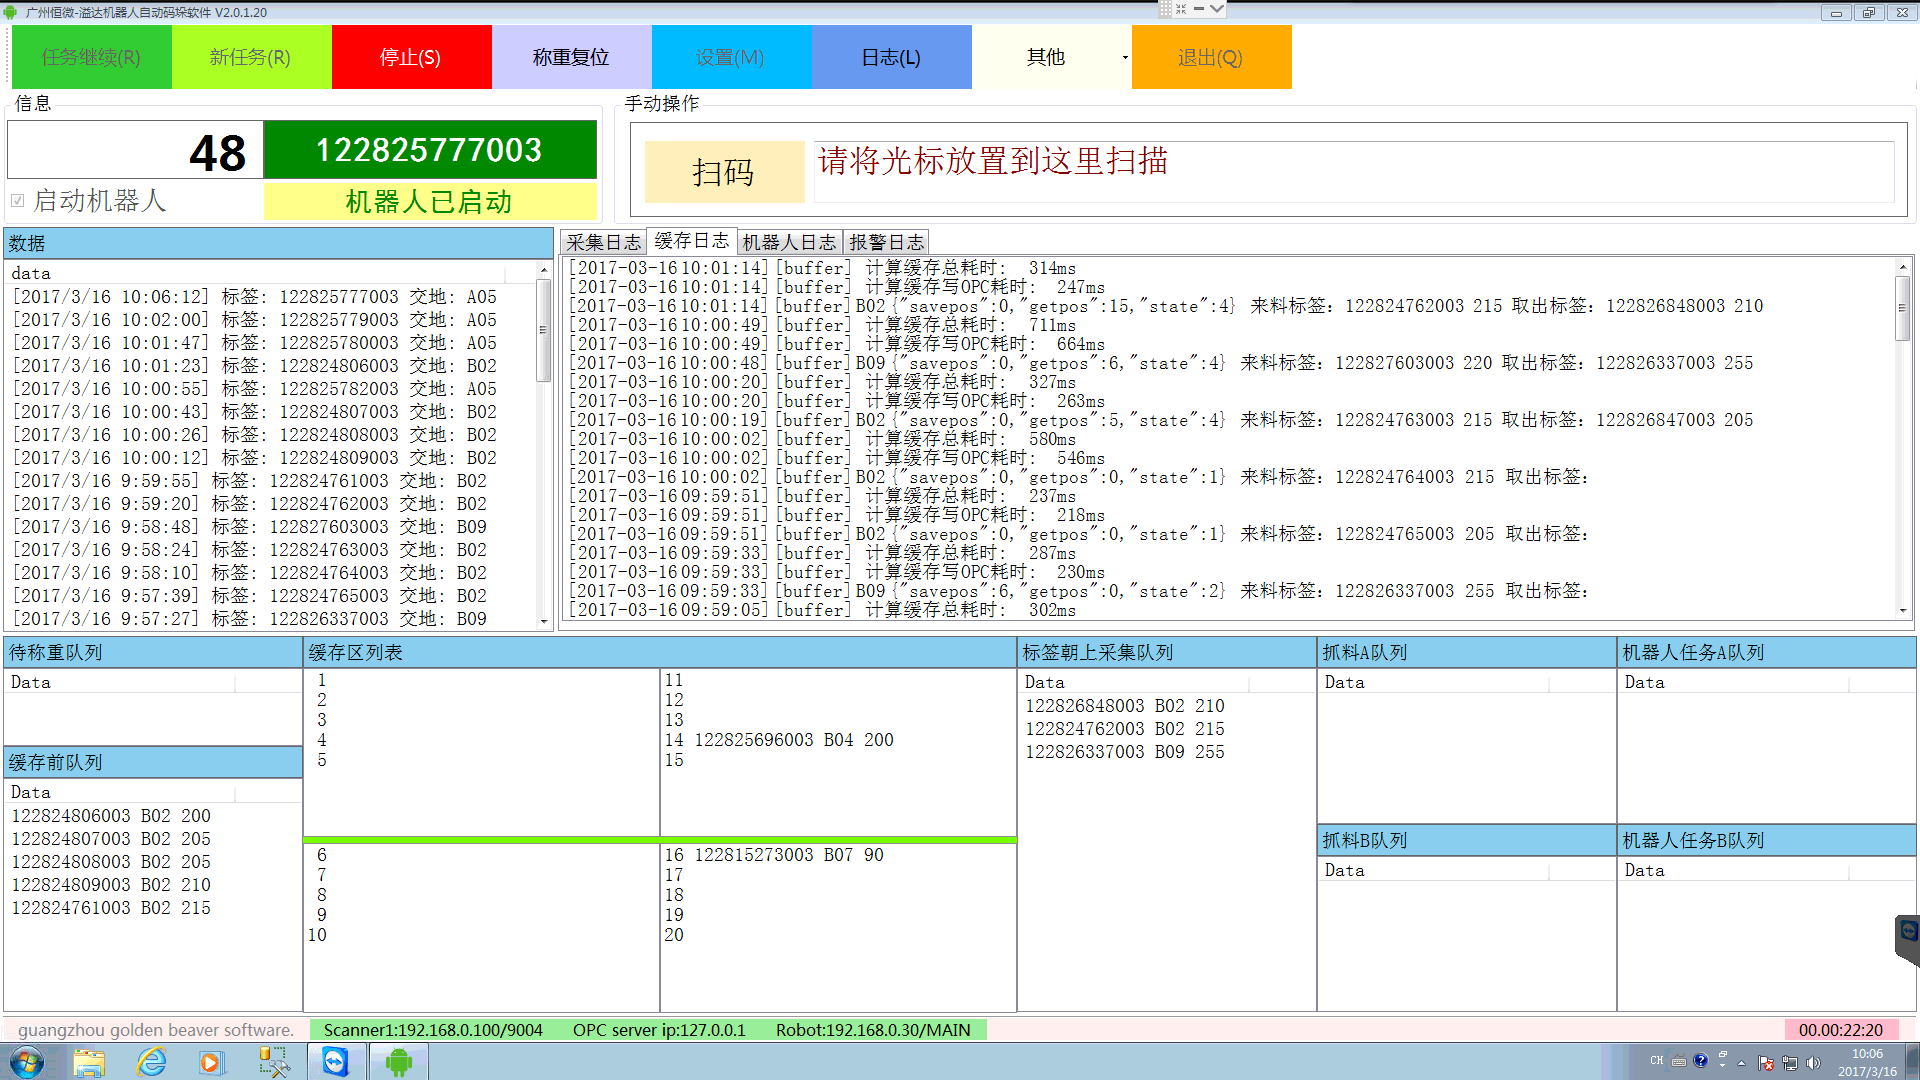 广州恒微-溢达机器人自动码垛软件 V2.0.1.20
任务继续(R) 新任务(R) 停止(S) 称重复位 设置(M) 日志(L) 其他 退出(Q)
信息
48 122825777003
启动机器人 机器人已启动
手动操作
扫码 请将光标放置到这里扫描
数据
data
[2017/3/16 10:06:12] 标签: 122825777003 交地: A05
[2017/3/16 10:02:00] 标签: 122825779003 交地: A05
[2017/3/16 10:01:47] 标签: 122825780003 交地: A05
[2017/3/16 10:01:23] 标签: 122824806003 交地: B02
[2017/3/16 10:00:55] 标签: 122825782003 交地: A05
[2017/3/16 10:00:43] 标签: 122824807003 交地: B02
[2017/3/16 10:00:26] 标签: 122824808003 交地: B02
[2017/3/16 10:00:12] 标签: 122824809003 交地: B02
[2017/3/16 9:59:55] 标签: 122824761003 交地: B02
[2017/3/16 9:59:20] 标签: 122824762003 交地: B02
[2017/3/16 9:58:48] 标签: 122827603003 交地: B09
[2017/3/16 9:58:24] 标签: 122824763003 交地: B02
[2017/3/16 9:58:10] 标签: 122824764003 交地: B02
[2017/3/16 9:57:39] 标签: 122824765003 交地: B02
[2017/3/16 9:57:27] 标签: 122826337003 交地: B09
采集日志 缓存日志 机器人日志 报警日志
[2017-03-16 10:01:14][buffer] 计算缓存总耗时: 314ms
[2017-03-16 10:01:14][buffer] 计算缓存写OPC耗时: 247ms
[2017-03-16 10:01:14][buffer]B02{"savepos":0,"getpos":15,"state":4} 来料标签: 122824762003 215 取出标签: 122826848003 210
[2017-03-16 10:00:49][buffer] 计算缓存总耗时: 711ms
[2017-03-16 10:00:49][buffer] 计算缓存写OPC耗时: 664ms
[2017-03-16 10:00:48][buffer]B09{"savepos":0,"getpos":6,"state":4} 来料标签: 122827603003 220 取出标签: 122826337003 255
[2017-03-16 10:00:20][buffer] 计算缓存总耗时: 327ms
[2017-03-16 10:00:20][buffer] 计算缓存写OPC耗时: 263ms
[2017-03-16 10:00:19][buffer]B02{"savepos":0,"getpos":5,"state":4} 来料标签: 122824763003 215 取出标签: 122826847003 205
[2017-03-16 10:00:02][buffer] 计算缓存总耗时: 580ms
[2017-03-16 10:00:02][buffer] 计算缓存写OPC耗时: 546ms
[2017-03-16 10:00:02][buffer]B02{"savepos":0,"getpos":0,"state":1} 来料标签: 122824764003 215 取出标签:
[2017-03-16 09:59:51][buffer] 计算缓存总耗时: 237ms
[2017-03-16 09:59:51][buffer] 计算缓存写OPC耗时: 218ms
[2017-03-16 09:59:51][buffer]B02{"savepos":0,"getpos":0,"state":1} 来料标签: 122824765003 205 取出标签:
[2017-03-16 09:59:33][buffer] 计算缓存总耗时: 287ms
[2017-03-16 09:59:33][buffer] 计算缓存写OPC耗时: 230ms
[2017-03-16 09:59:33][buffer]B09{"savepos":6,"getpos":0,"state":2} 来料标签: 122826337003 255 取出标签:
[2017-03-16 09:59:05][buffer] 计算缓存总耗时: 302ms
待称重队列
Data
缓存前队列
Data
122824806003 B02 200
122824807003 B02 205
122824808003 B02 205
122824809003 B02 210
122824761003 B02 215
缓存区列表
1
2
3
4
5
11
12
13
14 122825696003 B04 200
15
6
7
8
9
10
16 122815273003 B07 90
17
18
19
20
标签朝上采集队列
Data
122826848003 B02 210
122824762003 B02 215
122826337003 B09 255
抓料A队列
Data
机器人任务A队列
Data
抓料B队列
Data
机器人任务B队列
Data
guangzhou golden beaver software. Scanner1:192.168.0.100/9004 OPC server ip:127.0.0.1 Robot:192.168.0.30/MAIN 00.00:22:20
CH 10:06
2017/3/16